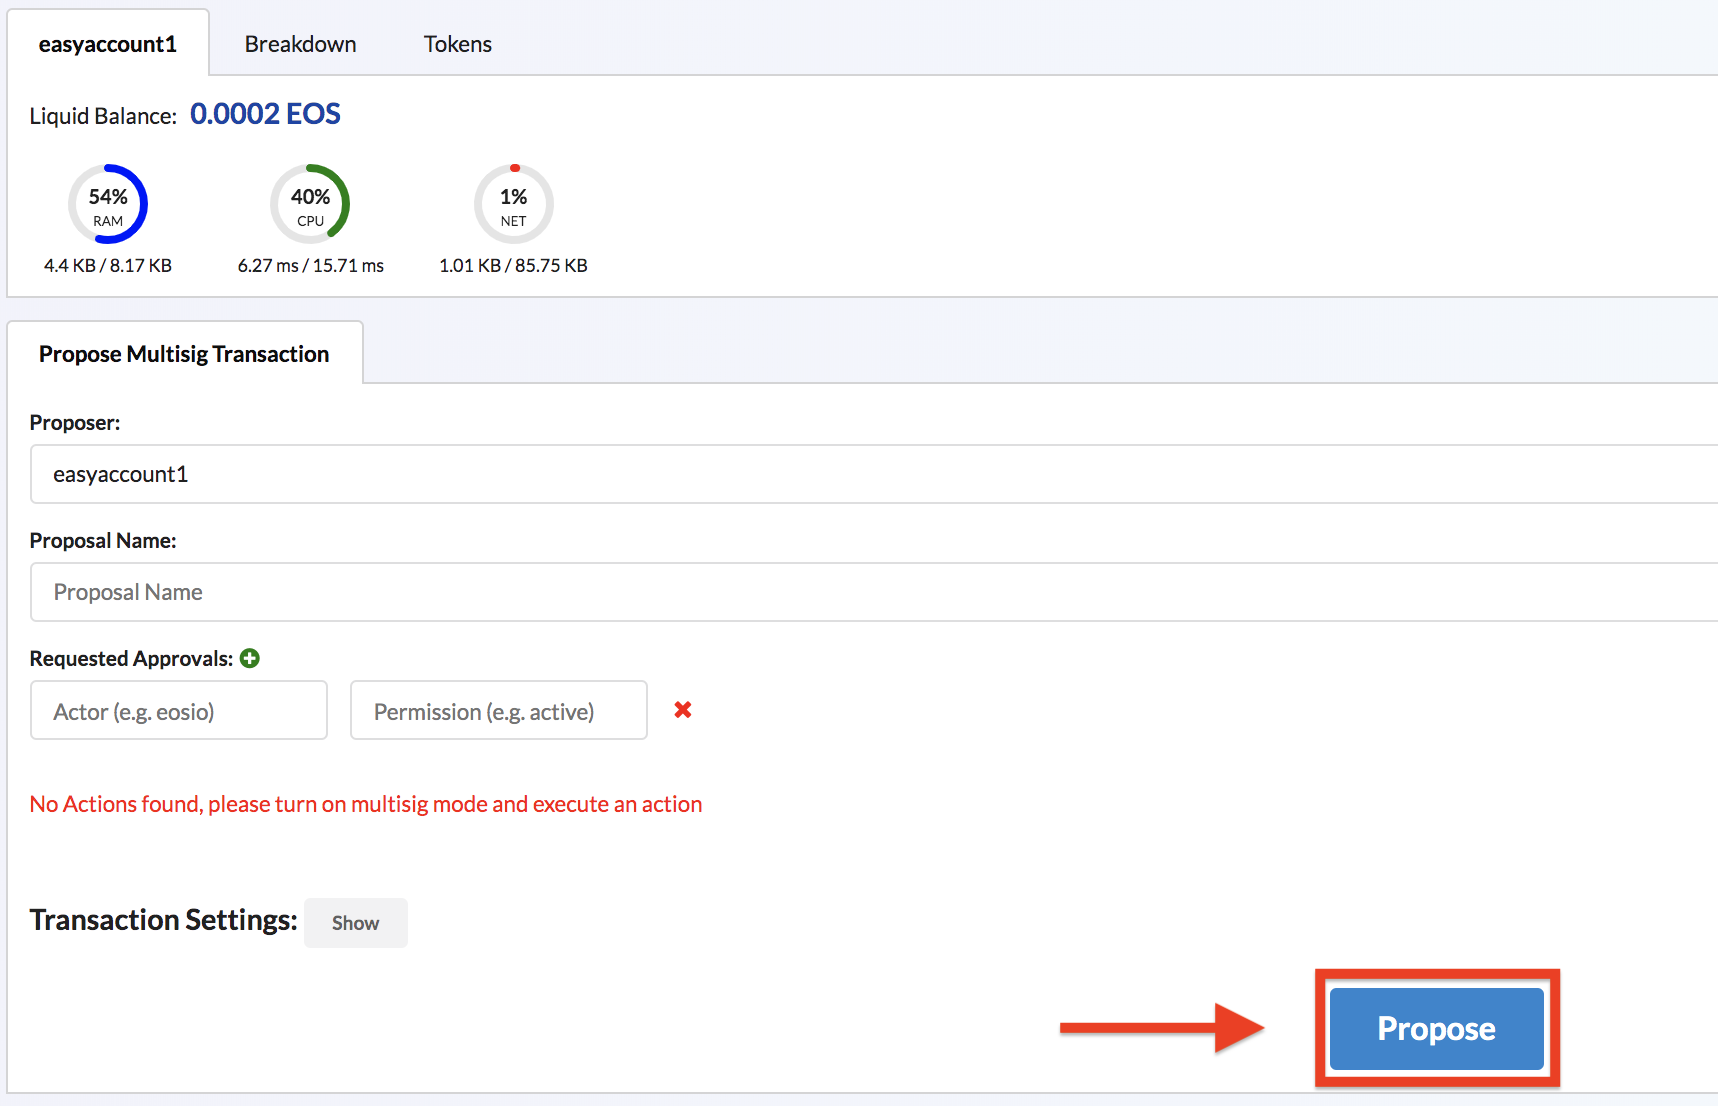 easyaccount1 Breakdown Tokens
Liquid Balance: 0.0002 EOS
54% 40% 1%
RAM CPU NET
4.4 KB / 8.17 KB 6.27 ms / 15.71 ms 1.01 KB / 85.75 KB
Propose Multisig Transaction
Proposer:
easyaccount1
Proposal Name:
Proposal Name
Requested Approvals:
Actor (e.g. eosio) Permission (e.g. active)
No Actions found, please turn on multisig mode and execute an action
Transaction Settings: Show
Propose